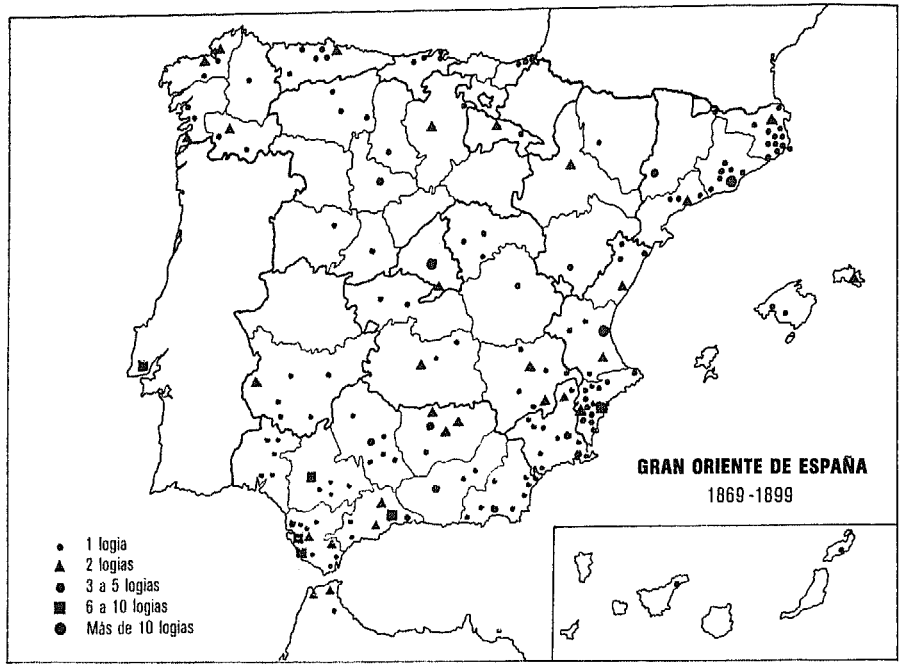 GRAN ORIENTE DE ESPAÑA
1869-1899
1 logia
2 logias
3 a 5 logias
6 a 10 logias
Más de 10 logias